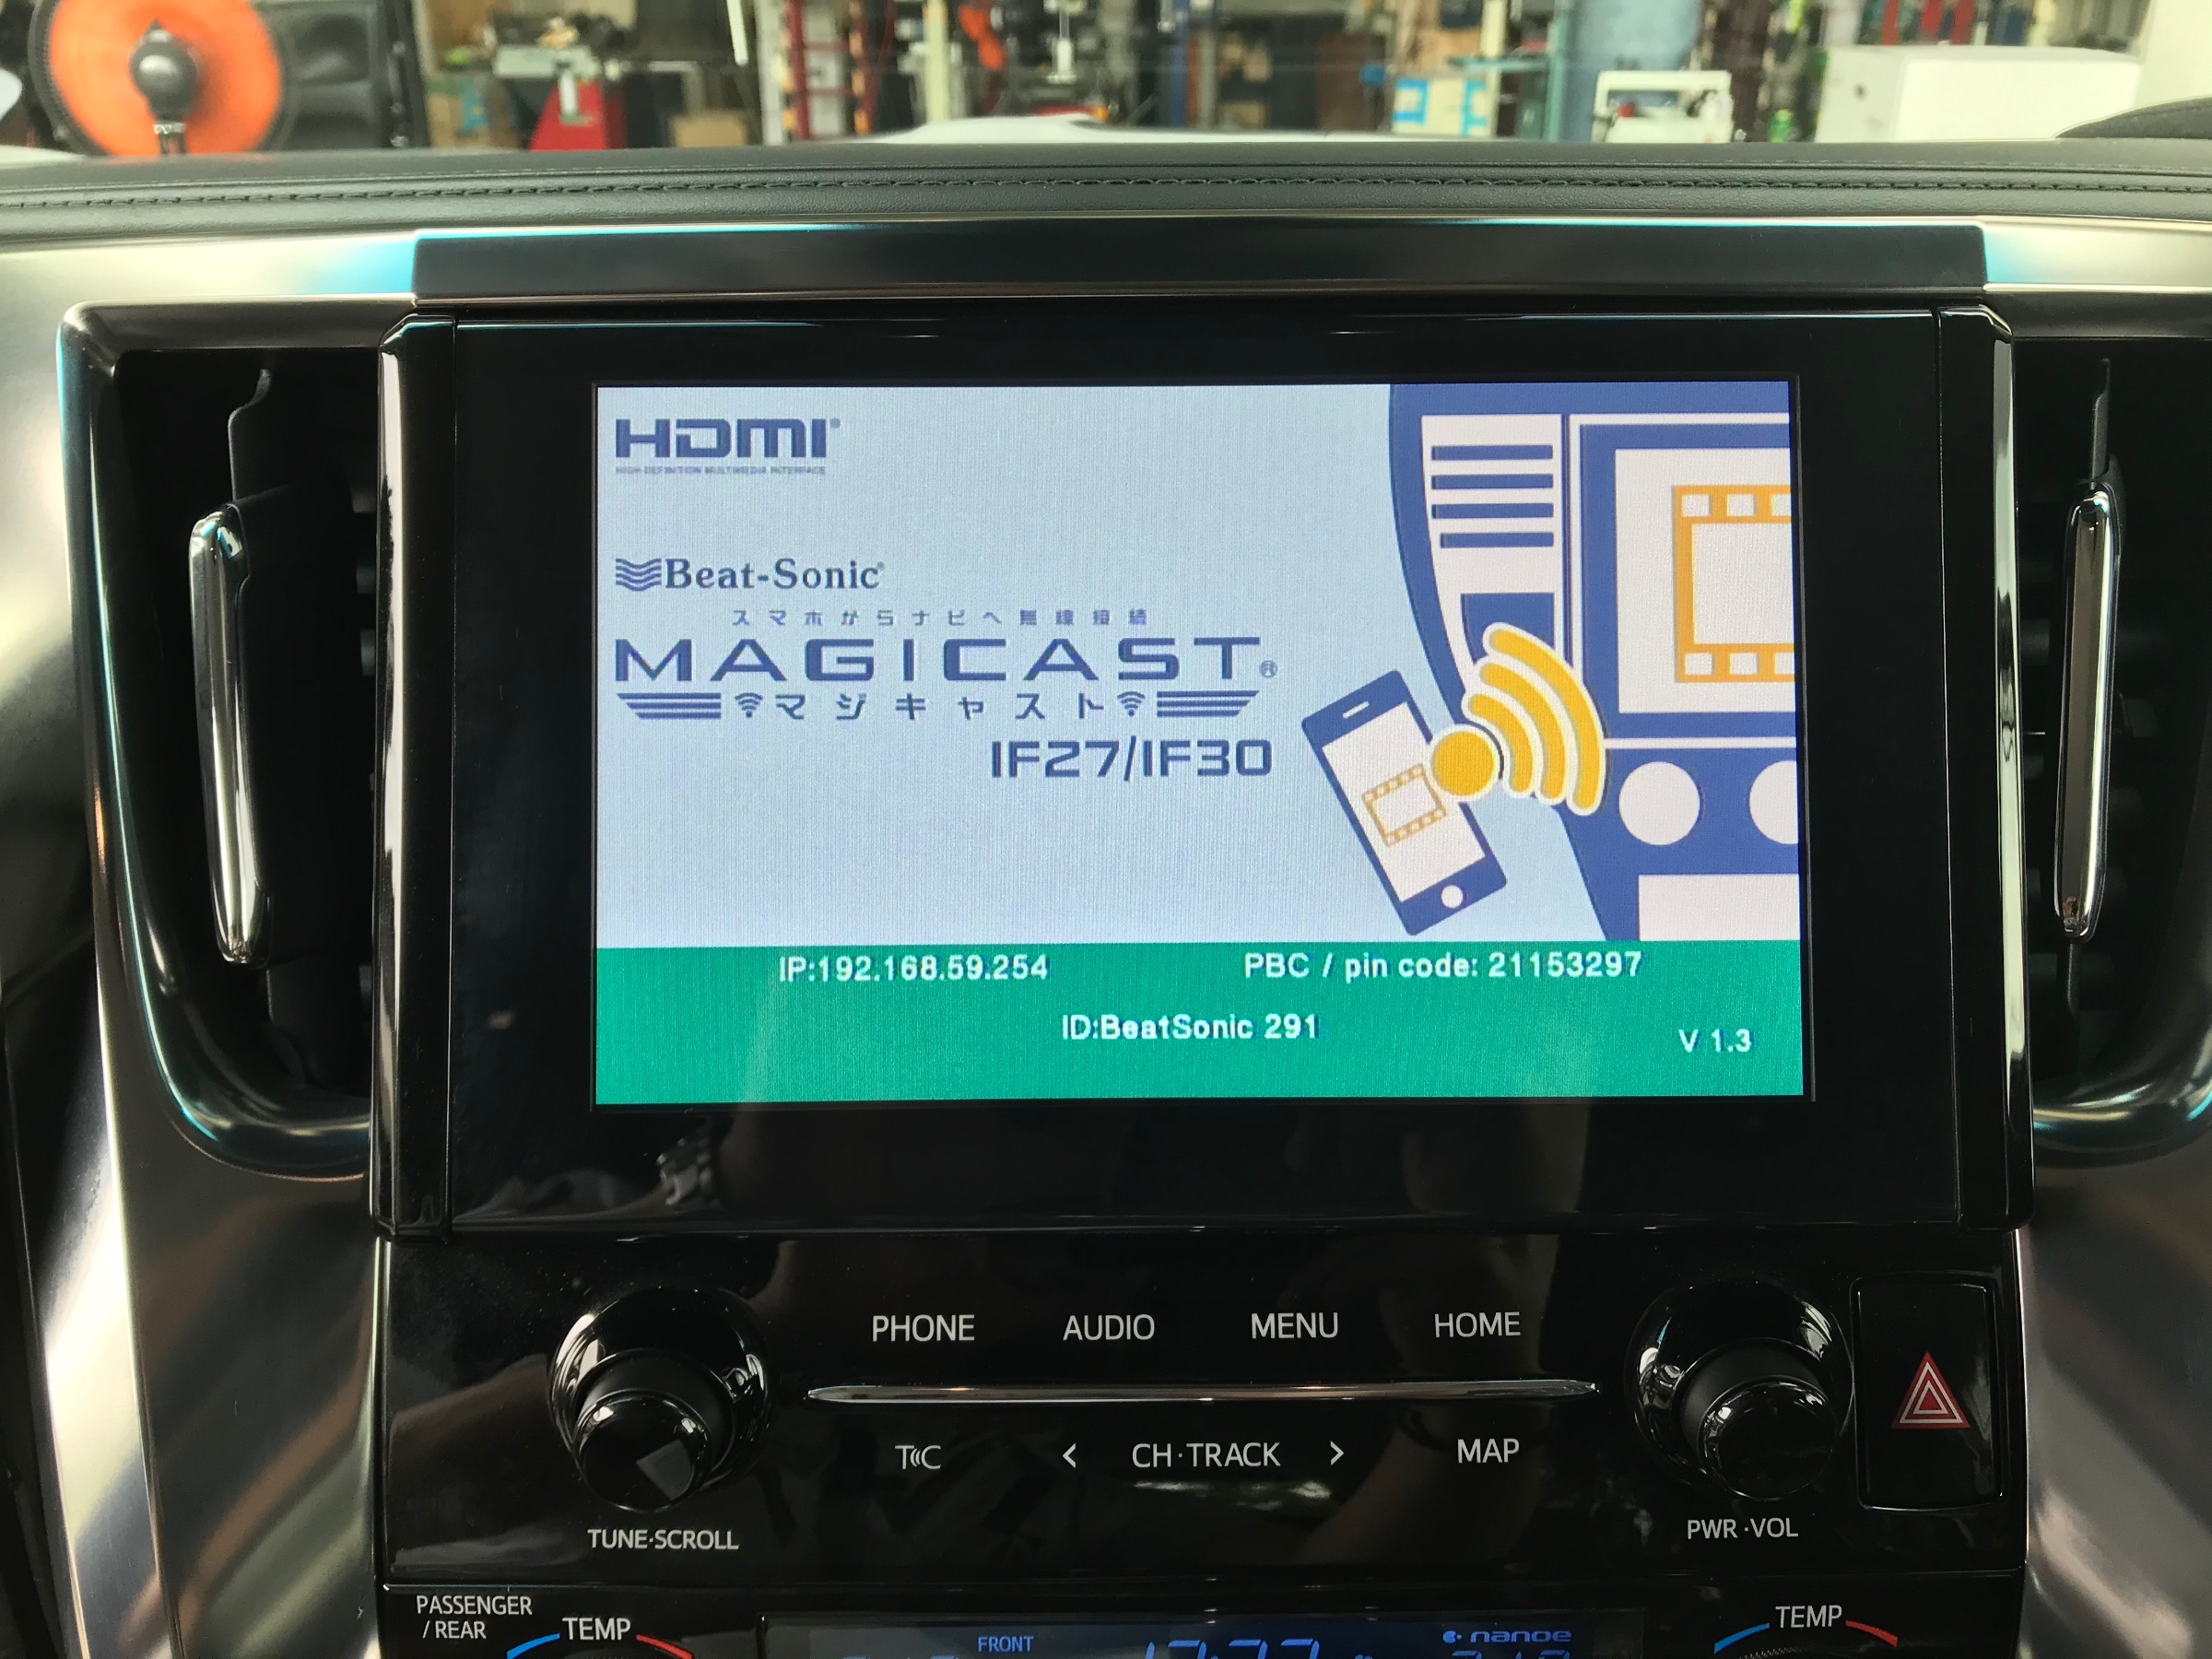 HDMI®
HIGH-DEFINITION MULTIMEDIA INTERFACE
Beat-Sonic®
スマホからナビへ無線接続
MAGICAST®
マジキャスト
IF27/IF30
IP:192.168.59.254
PBC / pin code: 21153297
ID:BeatSonic 291
V 1.3
PHONE
AUDIO
MENU
HOME
T C
< CH·TRACK >
MAP
TUNE·SCROLL
PWR·VOL
PASSENGER
/ REAR
TEMP
FRONT
nanoe
TEMP